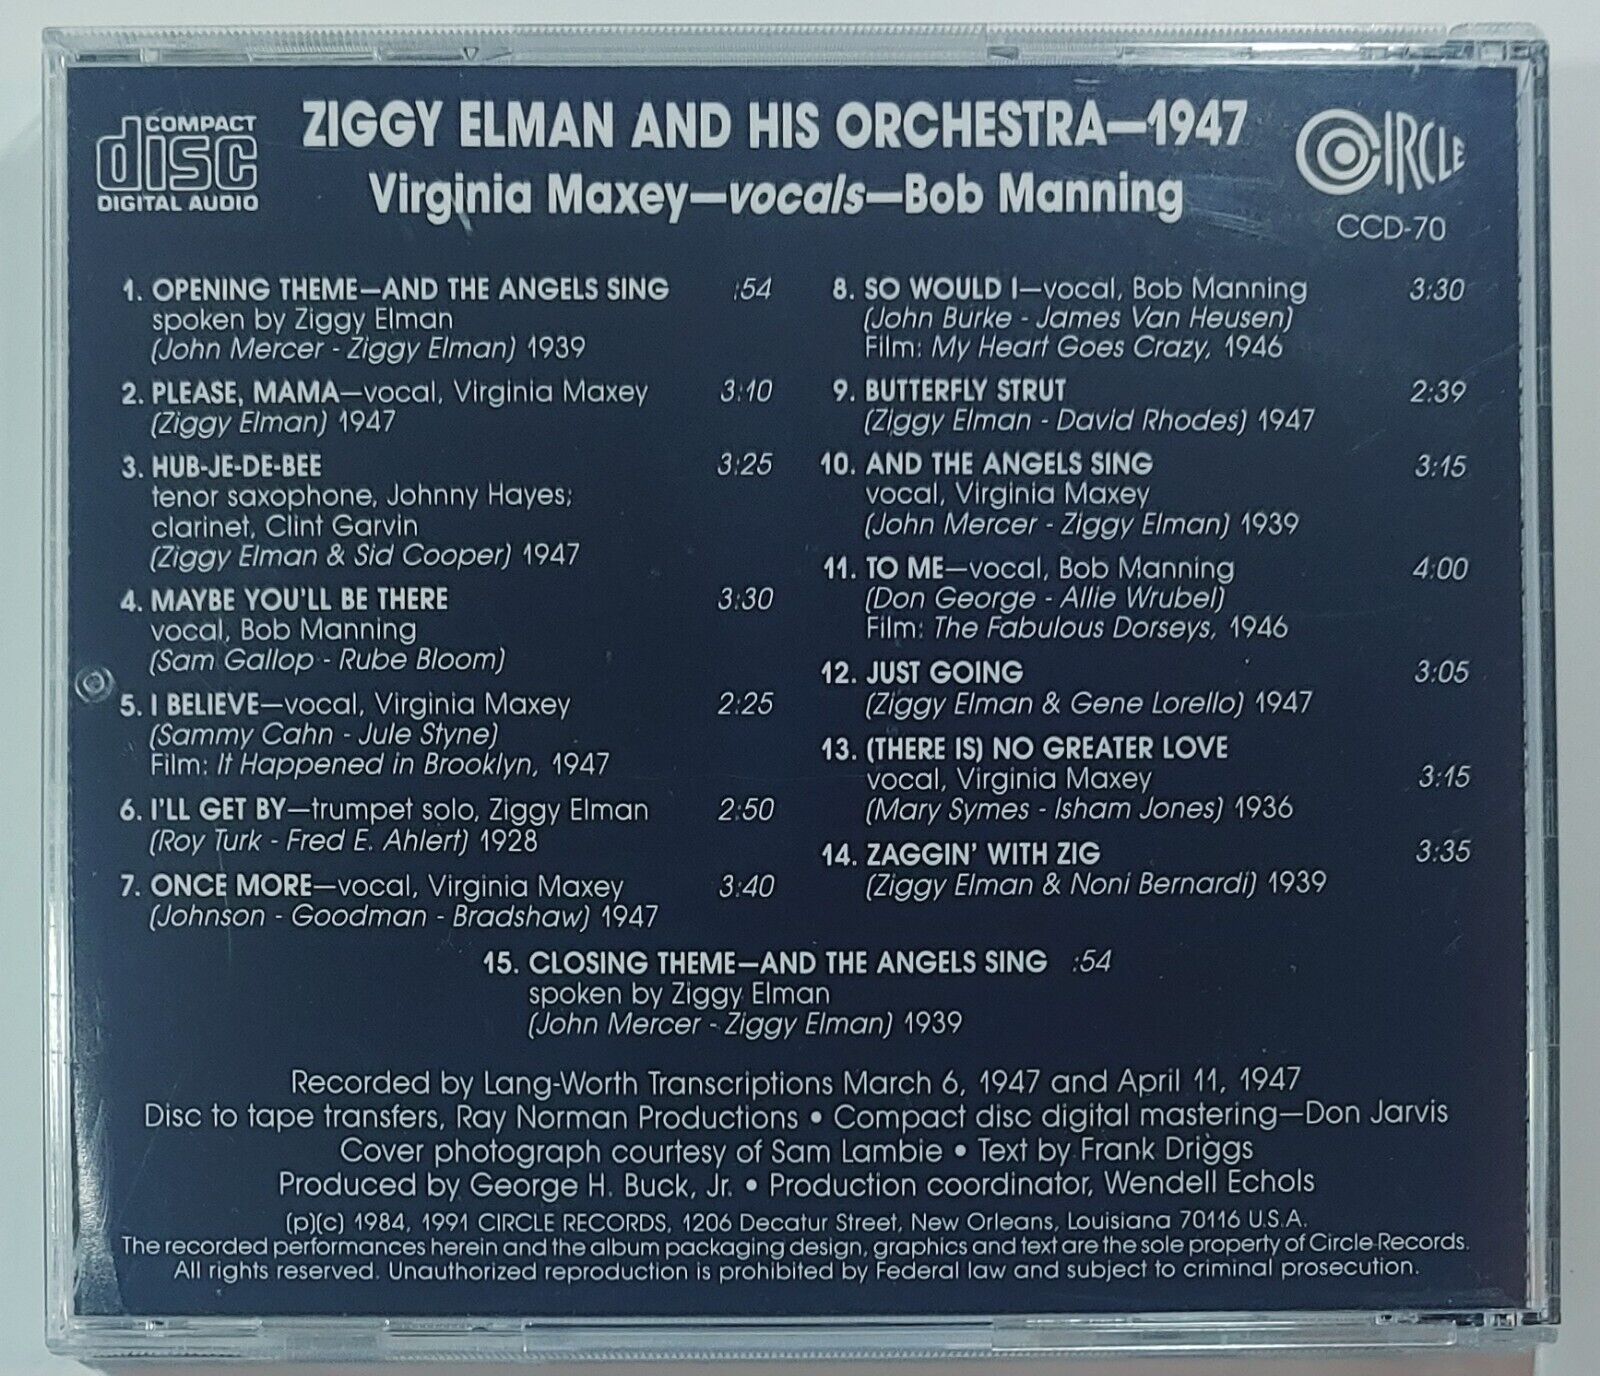 COMPACT
disc
DIGITAL AUDIO
ZIGGY ELMAN AND HIS ORCHESTRA—1947
Virginia Maxey—vocals—Bob Manning
CIRCLE
CCD-70
1. OPENING THEME—AND THE ANGELS SING :54
spoken by Ziggy Elman
(John Mercer - Ziggy Elman) 1939
2. PLEASE, MAMA—vocal, Virginia Maxey 3:10
(Ziggy Elman) 1947
3. HUB-JE-DE-BEE 3:25
tenor saxophone, Johnny Hayes;
clarinet, Clint Garvin
(Ziggy Elman & Sid Cooper) 1947
4. MAYBE YOU'LL BE THERE 3:30
vocal, Bob Manning
(Sam Gallop - Rube Bloom)
5. I BELIEVE—vocal, Virginia Maxey 2:25
(Sammy Cahn - Jule Styne)
Film: It Happened in Brooklyn, 1947
6. I'LL GET BY—trumpet solo, Ziggy Elman 2:50
(Roy Turk - Fred E. Ahlert) 1928
7. ONCE MORE—vocal, Virginia Maxey 3:40
(Johnson - Goodman - Bradshaw) 1947
8. SO WOULD I—vocal, Bob Manning 3:30
(John Burke - James Van Heusen)
Film: My Heart Goes Crazy, 1946
9. BUTTERFLY STRUT 2:39
(Ziggy Elman - David Rhodes) 1947
10. AND THE ANGELS SING 3:15
vocal, Virginia Maxey
(John Mercer - Ziggy Elman) 1939
11. TO ME—vocal, Bob Manning 4:00
(Don George - Allie Wrubel)
Film: The Fabulous Dorseys, 1946
12. JUST GOING 3:05
(Ziggy Elman & Gene Lorello) 1947
13. (THERE IS) NO GREATER LOVE
vocal, Virginia Maxey 3:15
(Mary Symes - Isham Jones) 1936
14. ZAGGIN' WITH ZIG 3:35
(Ziggy Elman & Noni Bernardi) 1939
15. CLOSING THEME—AND THE ANGELS SING :54
spoken by Ziggy Elman
(John Mercer - Ziggy Elman) 1939
Recorded by Lang-Worth Transcriptions March 6, 1947 and April 11, 1947
Disc to tape transfers, Ray Norman Productions • Compact disc digital mastering—Don Jarvis
Cover photograph courtesy of Sam Lambie • Text by Frank Driggs
Produced by George H. Buck, Jr. • Production coordinator, Wendell Echols
(p)(c) 1984, 1991 CIRCLE RECORDS, 1206 Decatur Street, New Orleans, Louisiana 70116 U.S.A.
The recorded performances herein and the album packaging design, graphics and text are the sole property of Circle Records.
All rights reserved. Unauthorized reproduction is prohibited by Federal law and subject to criminal prosecution.